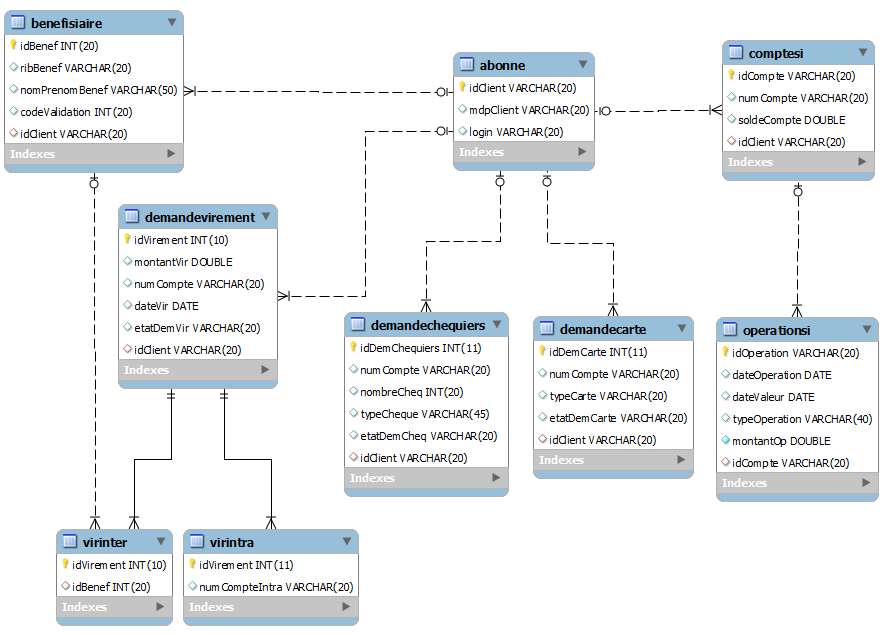 benefisiaire
idBenef INT(20)
ribBenef VARCHAR(20)
nomPrenomBenef VARCHAR(50)
codeValidation INT(20)
idClient VARCHAR(20)
Indexes
abonne
idClient VARCHAR(20)
mdpClient VARCHAR(20)
login VARCHAR(20)
Indexes
comptesi
idCompte VARCHAR(20)
numCompte VARCHAR(20)
soldeCompte DOUBLE
idClient VARCHAR(20)
Indexes
demandevirement
idVirement INT(10)
montantVir DOUBLE
numCompte VARCHAR(20)
dateVir DATE
etatDemVir VARCHAR(20)
idClient VARCHAR(20)
Indexes
demandechequiers
idDemChequiers INT(11)
numCompte VARCHAR(20)
nombreCheq INT(20)
typeCheque VARCHAR(45)
etatDemCheq VARCHAR(20)
idClient VARCHAR(20)
Indexes
demandecarte
idDemCarte INT(11)
numCompte VARCHAR(20)
typeCarte VARCHAR(20)
etatDemCarte VARCHAR(20)
idClient VARCHAR(20)
Indexes
operationsi
idOperation VARCHAR(20)
dateOperation DATE
dateValeur DATE
typeOperation VARCHAR(40)
montantOp DOUBLE
idCompte VARCHAR(20)
Indexes
virinter
idVirement INT(10)
idBenef INT(20)
Indexes
virintra
idVirement INT(11)
numCompteIntra VARCHAR(20)
Indexes